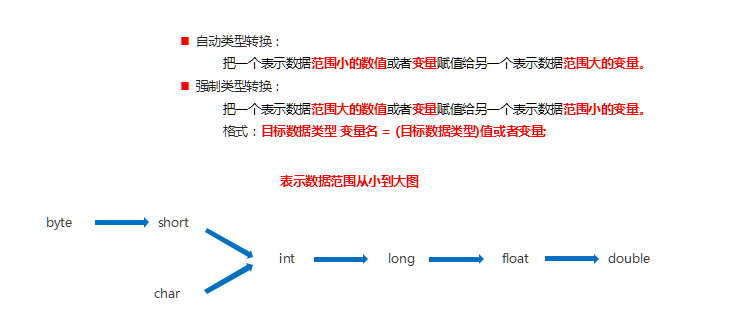 自动类型转换：
把一个表示数据范围小的数值或者变量赋值给另一个表示数据范围大的变量。
强制类型转换：
把一个表示数据范围大的数值或者变量赋值给另一个表示数据范围小的变量。
格式：目标数据类型 变量名 = (目标数据类型)值或者变量;
表示数据范围从小到大图
byte
short
int
long
float
double
char